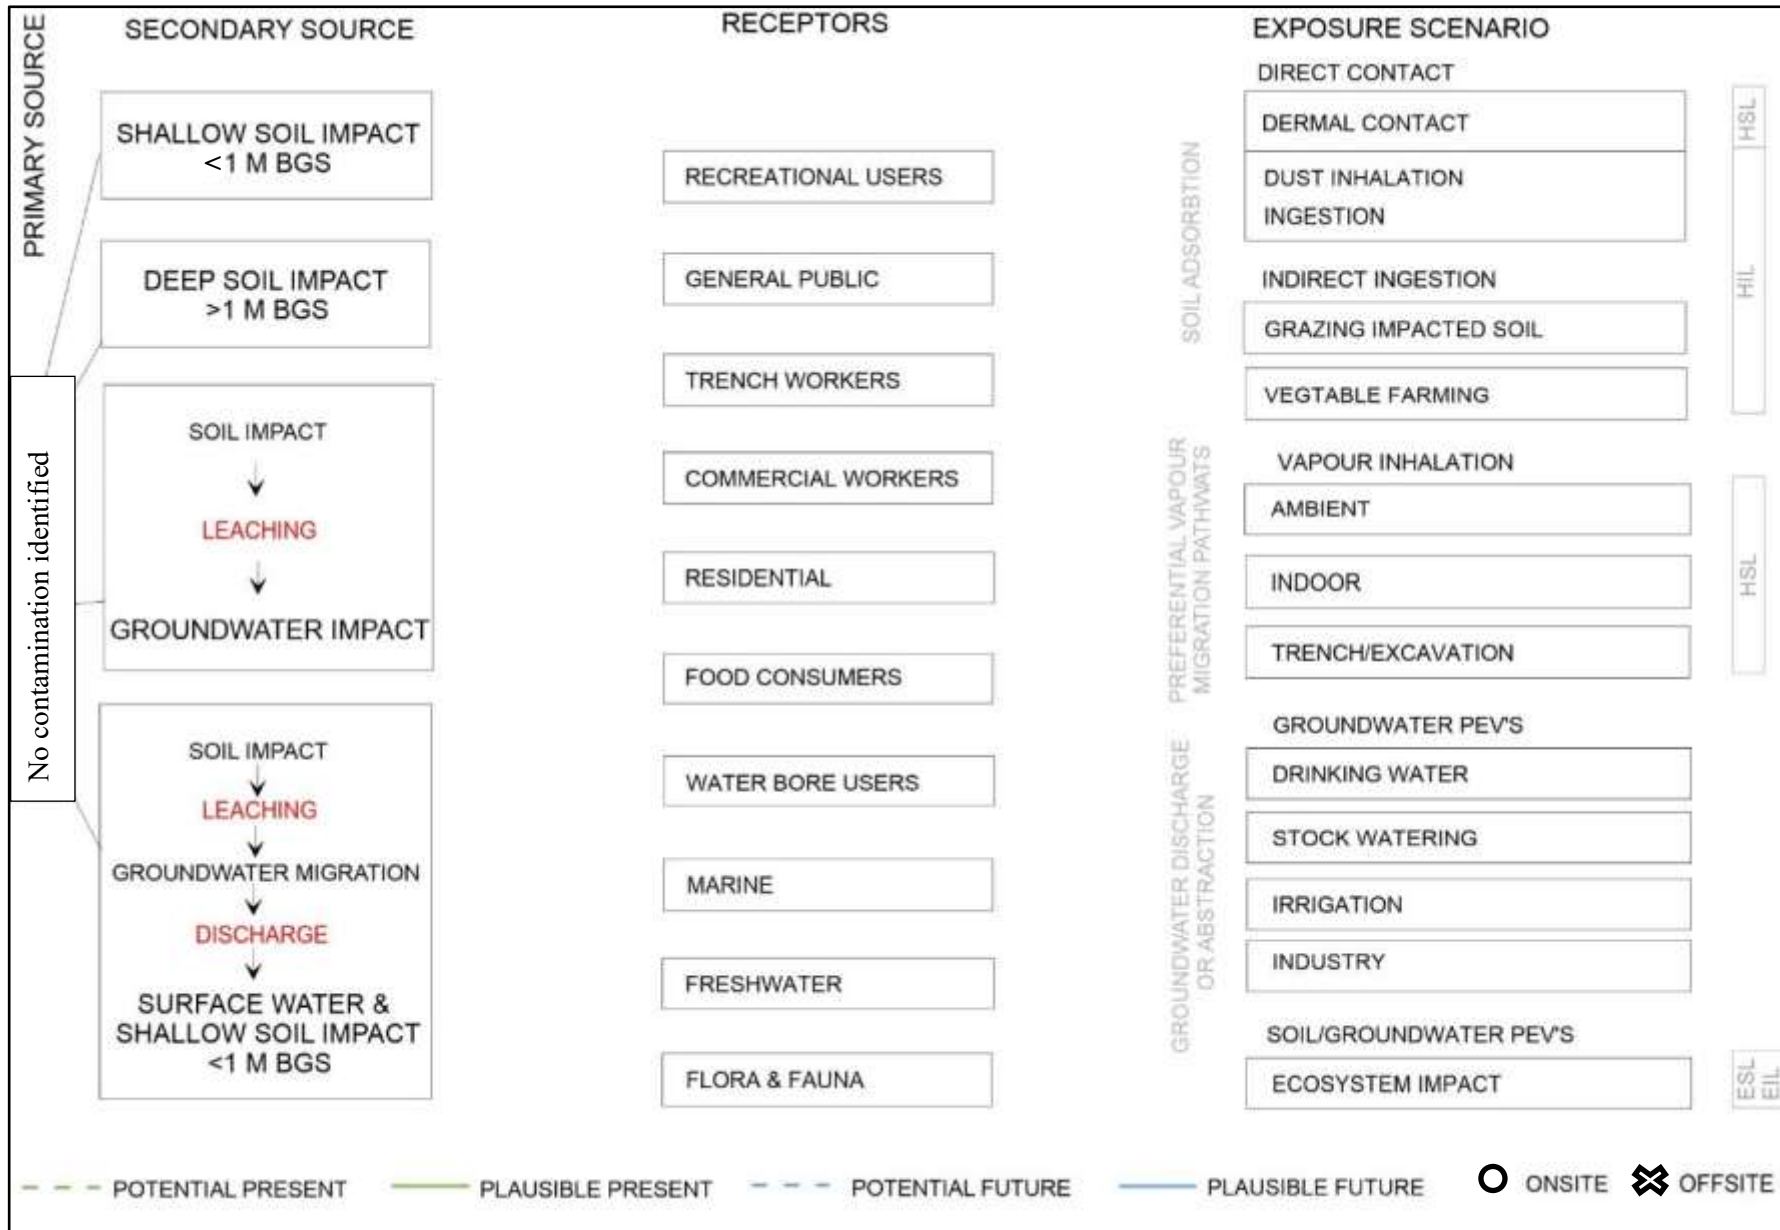 PRIMARY SOURCE
No contamination identified
SECONDARY SOURCE
SHALLOW SOIL IMPACT
<1 M BGS
DEEP SOIL IMPACT
>1 M BGS
SOIL IMPACT
LEACHING
GROUNDWATER IMPACT
SOIL IMPACT
LEACHING
GROUNDWATER MIGRATION
DISCHARGE
SURFACE WATER &
SHALLOW SOIL IMPACT
<1 M BGS
RECEPTORS
RECREATIONAL USERS
GENERAL PUBLIC
TRENCH WORKERS
COMMERCIAL WORKERS
RESIDENTIAL
FOOD CONSUMERS
WATER BORE USERS
MARINE
FRESHWATER
FLORA & FAUNA
EXPOSURE SCENARIO
SOIL ADSORBTION
DIRECT CONTACT
DERMAL CONTACT
DUST INHALATION
INGESTION
INDIRECT INGESTION
GRAZING IMPACTED SOIL
VEGTABLE FARMING
HSL
HIL
PREFERENTIAL VAPOUR
MIGRATION PATHWATS
VAPOUR INHALATION
AMBIENT
INDOOR
TRENCH/EXCAVATION
HSL
GROUNDWATER DISCHARGE
OR ABSTRACTION
GROUNDWATER PEV'S
DRINKING WATER
STOCK WATERING
IRRIGATION
INDUSTRY
SOIL/GROUNDWATER PEV'S
ECOSYSTEM IMPACT
ESL
EIL
POTENTIAL PRESENT
PLAUSIBLE PRESENT
POTENTIAL FUTURE
PLAUSIBLE FUTURE
ONSITE
OFFSITE